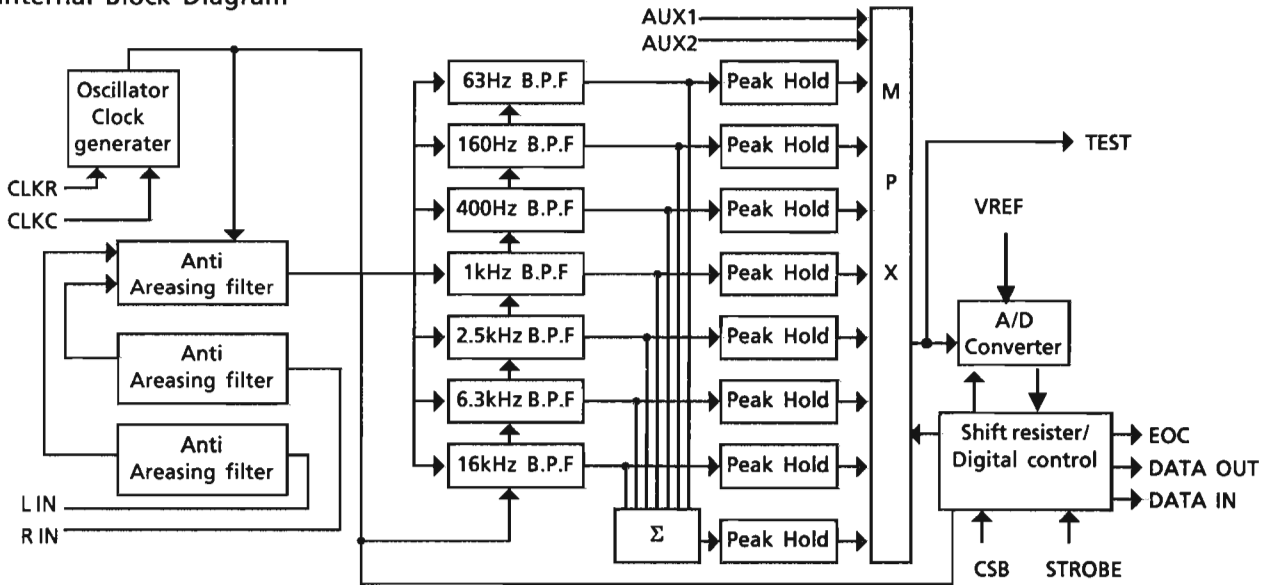 Internal Block Diagram
AUX1
AUX2
Oscillator
Clock
generater
CLKR
CLKC
Anti
Areasing filter
Anti
Areasing filter
Anti
Areasing filter
L IN
R IN
63Hz B.P.F
160Hz B.P.F
400Hz B.P.F
1kHz B.P.F
2.5kHz B.P.F
6.3kHz B.P.F
16kHz B.P.F
Σ
Peak Hold
Peak Hold
Peak Hold
Peak Hold
Peak Hold
Peak Hold
Peak Hold
Peak Hold
M
P
X
TEST
VREF
A/D
Converter
Shift resister/
Digital control
EOC
DATA OUT
DATA IN
CSB
STROBE